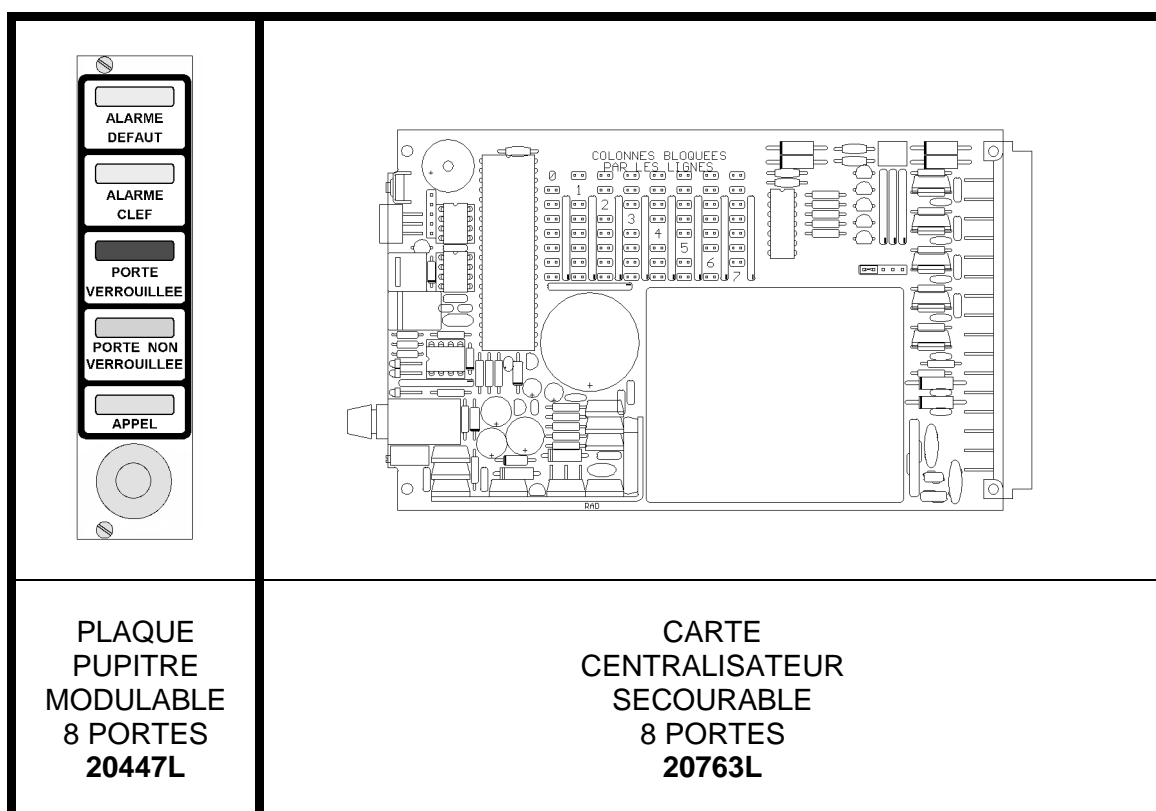 ALARME
DEFAUT
ALARME
CLEF
PORTE
VERROUILLEE
PORTE NON
VERROUILLEE
APPEL
COLONNES BLOQUEES
PAR LES LIGNES
0
1
2
3
4
5
6
7
+
+
+
+
+
+
+
RAD
PLAQUE
PUPITRE
MODULABLE
8 PORTES
20447L
CARTE
CENTRALISATEUR
SECOURABLE
8 PORTES
20763L